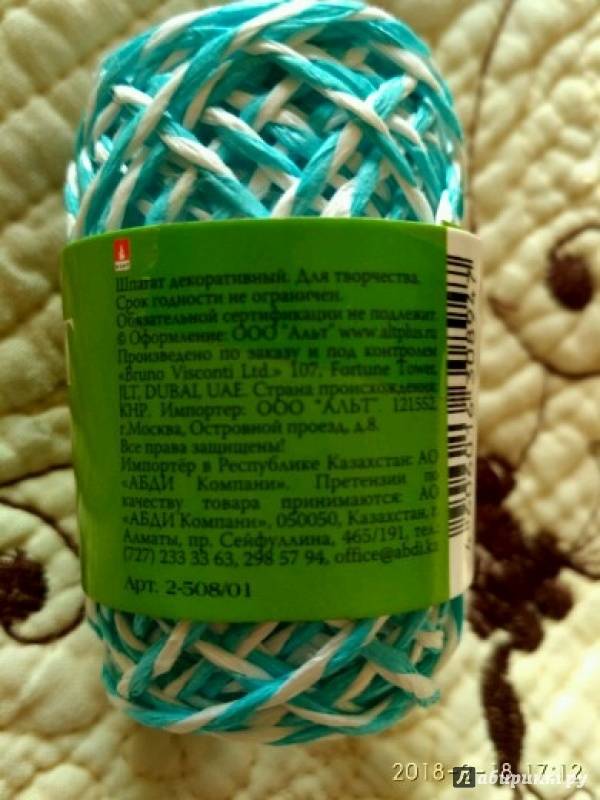 Шпагат декоративный. Для творчества.
Срок годности не ограничен.
Обязательной сертификации не подлежит.
© Оформление: ООО "Альт" www.altplus.ru
Произведено по заказу и под контролем
«Bruno Visconti Ltd.» 107, Fortune Tower,
JLT, DUBAI, UAE. Страна происхождения:
КНР. Импортер: ООО "АЛЬТ". 121552,
г.Москва, Островной проезд, д.8.
Все права защищены!
Импортёр в Республике Казахстан: АО
«АБДИ Компани». Претензии по
качеству товара принимаются: АО
«АБДИ Компани», 050050, Казахстан, г.
Алматы, пр. Сейфуллина, 465/191, тел.
(727) 233 33 63, 298 57 94, office@abdi.kz
Арт. 2-508/01
17:12
Лабиринт.ру